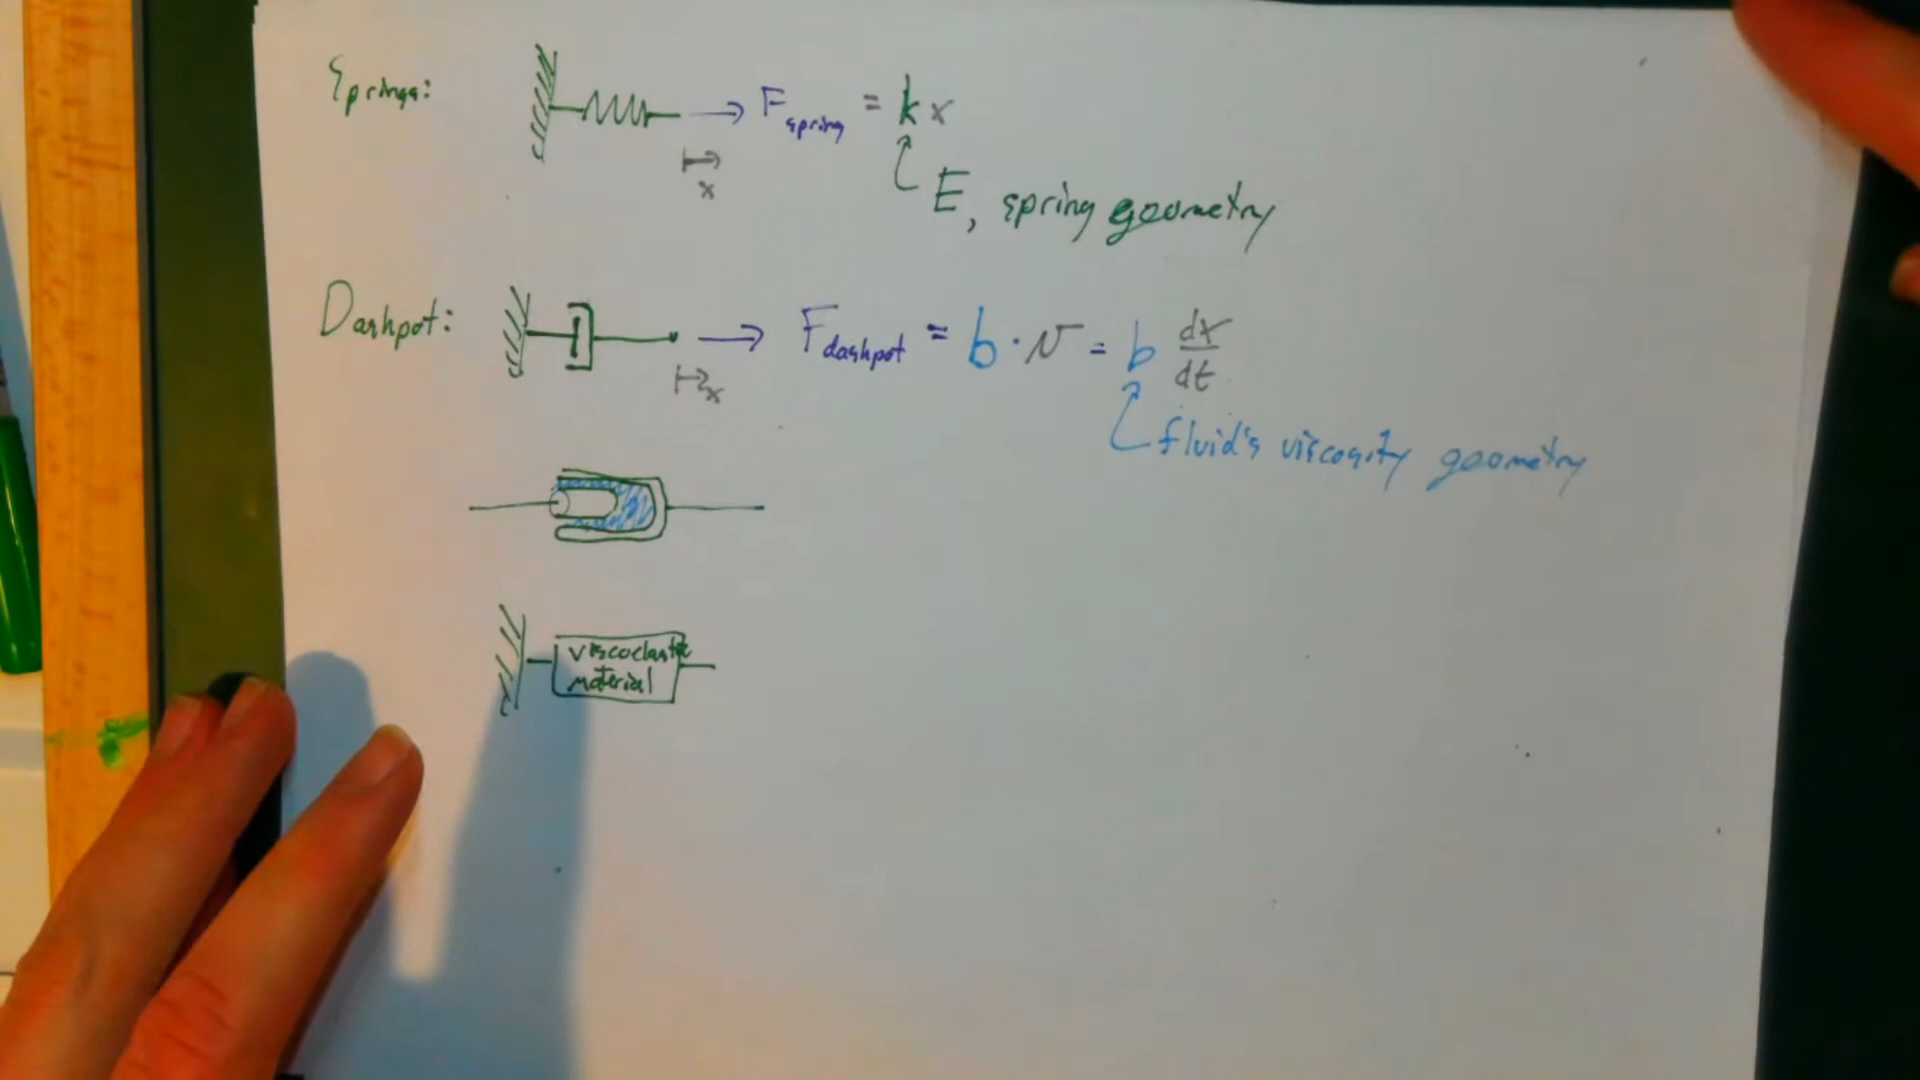 Springs: F spring = k x
x
E, spring geometry
Dashpot: F dashpot = b · v = b dx/dt
x
fluid's viscosity geometry
viscoelastic
material